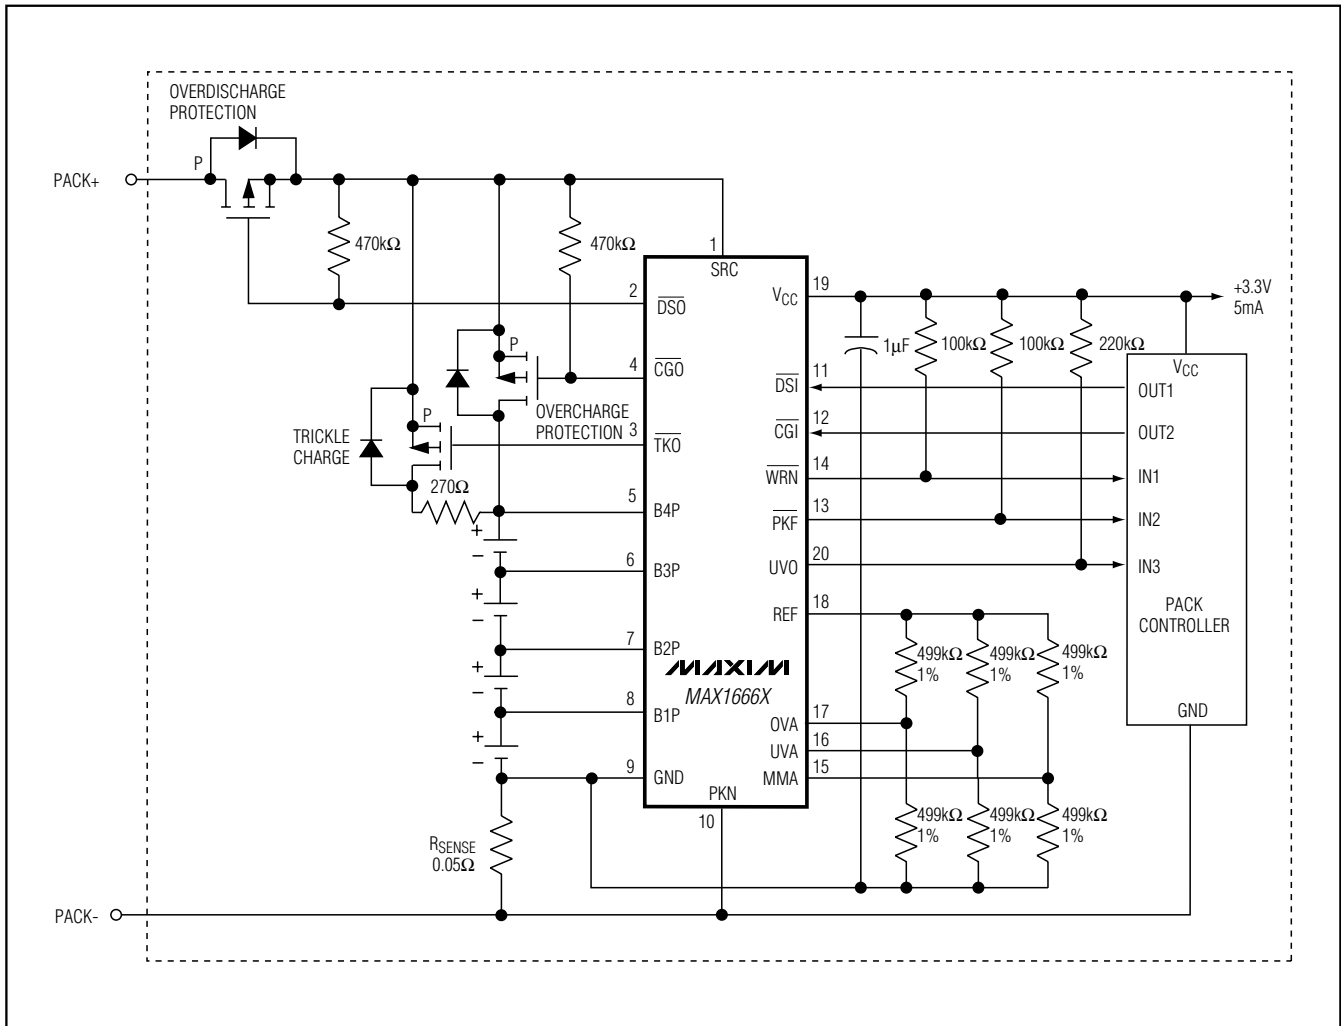 OVERDISCHARGE
PROTECTION
P
PACK+
470kΩ
470kΩ
1
SRC
2
DSO
VCC
19
+3.3V
5mA
1µF
100kΩ
100kΩ
220kΩ
P
4
CGO
DSI
11
VCC
OUT1
OVERCHARGE
PROTECTION
3
TKO
CGI
12
OUT2
TRICKLE
CHARGE
P
270Ω
WRN
14
IN1
5
B4P
PKF
13
IN2
+
−
6
B3P
UVO
20
IN3
+
−
REF
18
PACK
CONTROLLER
7
B2P
499kΩ
1%
499kΩ
1%
499kΩ
1%
+
−
MAXIM
MAX1666X
8
B1P
OVA
17
GND
+
−
UVA
16
9
GND
MMA
15
PKN
10
499kΩ
1%
499kΩ
1%
499kΩ
1%
RSENSE
0.05Ω
PACK-